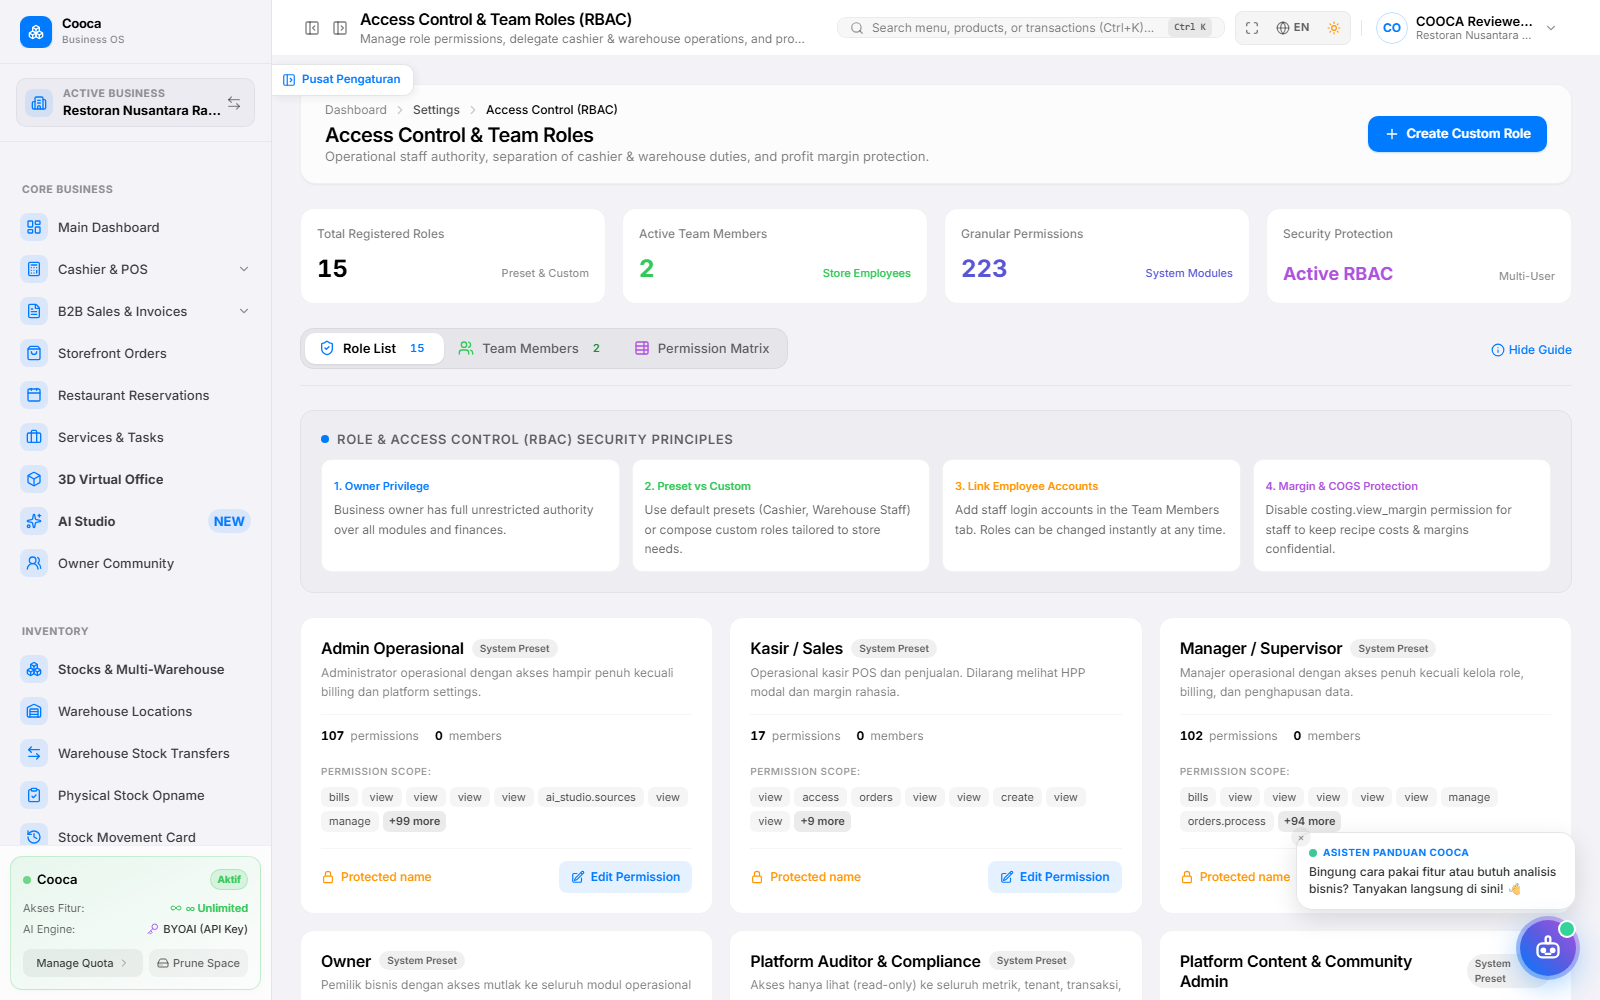 Cooca
Business OS
ACTIVE BUSINESS
Restoran Nusantara Ra...
CORE BUSINESS
Main Dashboard
Cashier & POS
B2B Sales & Invoices
Storefront Orders
Restaurant Reservations
Services & Tasks
3D Virtual Office
AI Studio NEW
Owner Community
INVENTORY
Stocks & Multi-Warehouse
Warehouse Locations
Warehouse Stock Transfers
Physical Stock Opname
Stock Movement Card
Cooca Aktif
Akses Fitur: ∞ ∞ Unlimited
AI Engine: BYOAI (API Key)
Manage Quota Prune Space
Access Control & Team Roles (RBAC)
Manage role permissions, delegate cashier & warehouse operations, and pro...
Search menu, products, or transactions (Ctrl+K)... Ctrl K
EN
CO COOCA Reviewe...
Restoran Nusantara ...
Pusat Pengaturan
Dashboard > Settings > Access Control (RBAC)
Access Control & Team Roles
Operational staff authority, separation of cashier & warehouse duties, and profit margin protection.
+ Create Custom Role
Total Registered Roles
15 Preset & Custom
Active Team Members
2 Store Employees
Granular Permissions
223 System Modules
Security Protection
Active RBAC Multi-User
Role List 15 Team Members 2 Permission Matrix
Hide Guide
ROLE & ACCESS CONTROL (RBAC) SECURITY PRINCIPLES
1. Owner Privilege
Business owner has full unrestricted authority
over all modules and finances.
2. Preset vs Custom
Use default presets (Cashier, Warehouse Staff)
or compose custom roles tailored to store
needs.
3. Link Employee Accounts
Add staff login accounts in the Team Members
tab. Roles can be changed instantly at any time.
4. Margin & COGS Protection
Disable costing.view_margin permission for
staff to keep recipe costs & margins
confidential.
Admin Operasional System Preset
Administrator operasional dengan akses hampir penuh kecuali
billing dan platform settings.
107 permissions 0 members
PERMISSION SCOPE:
bills view view view view ai_studio.sources view
manage +99 more
Protected name Edit Permission
Kasir / Sales System Preset
Operasional kasir POS dan penjualan. Dilarang melihat HPP
modal dan margin rahasia.
17 permissions 0 members
PERMISSION SCOPE:
view access orders view view create view
view +9 more
Protected name Edit Permission
Manager / Supervisor System Preset
Manajer operasional dengan akses penuh kecuali kelola role,
billing, dan penghapusan data.
102 permissions 0 members
PERMISSION SCOPE:
bills view view view view view manage
orders.process +94 more
Protected name
×
ASISTEN PANDUAN COOCA
Bingung cara pakai fitur atau butuh analisis
bisnis? Tanyakan langsung di sini! 👋
Owner System Preset
Pemilik bisnis dengan akses mutlak ke seluruh modul operasional
Platform Auditor & Compliance System Preset
Akses hanya lihat (read-only) ke seluruh metrik, tenant, transaksi,
Platform Content & Community
Admin
System
Preset